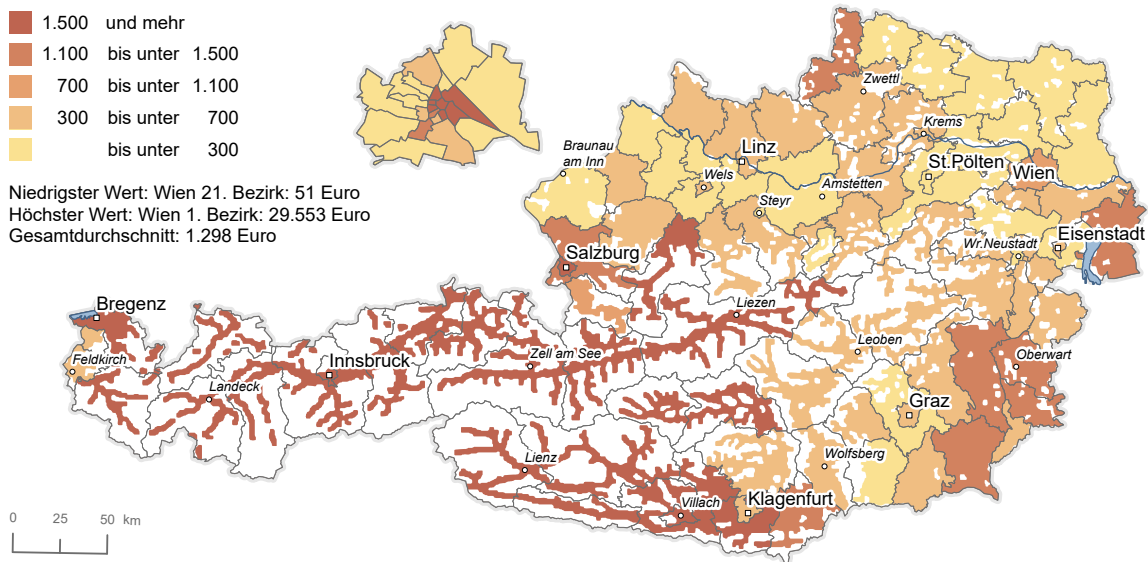 1.500 und mehr
1.100 bis unter 1.500
700 bis unter 1.100
300 bis unter 700
bis unter 300
Niedrigster Wert: Wien 21. Bezirk: 51 Euro
Höchster Wert: Wien 1. Bezirk: 29.553 Euro
Gesamtdurchschnitt: 1.298 Euro
Zwettl
Krems
Braunau
am Inn
Linz
St.Pölten
Wien
Wels
Amstetten
Steyr
Eisenstadt
Wr.Neustadt
Salzburg
Bregenz
Liezen
Feldkirch
Innsbruck
Zell am See
Leoben
Oberwart
Landeck
Graz
Lienz
Wolfsberg
Villach
Klagenfurt
0 25 50 km